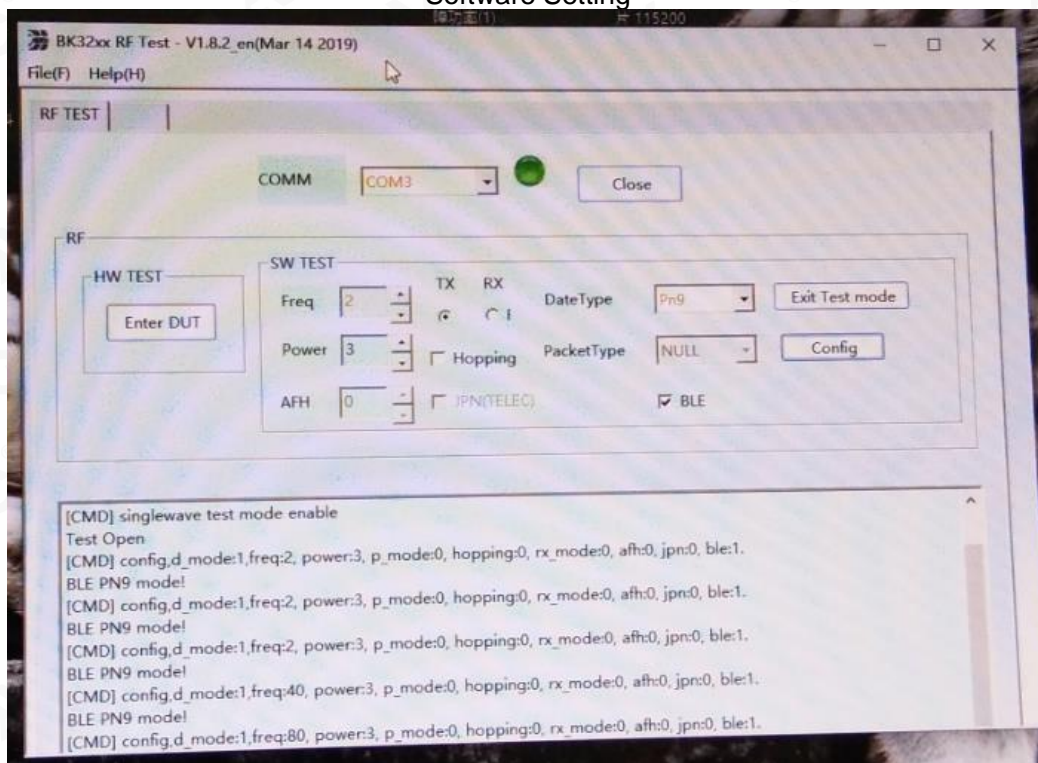 Software Setting
115200
BK32xx RF Test - V1.8.2_en(Mar 14 2019)
File(F) Help(H)
RF TEST
COMM COM3 Close
RF
HW TEST SW TEST
TX RX
Enter DUT Freq 2 DateType Pn9 Exit Test mode
Power 3 Hopping PacketType NULL Config
AFH 0 JPN(TELEC) BLE
[CMD] singlewave test mode enable
Test Open
[CMD] config,d_mode:1,freq:2, power:3, p_mode:0, hopping:0, rx_mode:0, afh:0, jpn:0, ble:1.
BLE PN9 mode!
[CMD] config,d_mode:1,freq:2, power:3, p_mode:0, hopping:0, rx_mode:0, afh:0, jpn:0, ble:1.
BLE PN9 mode!
[CMD] config,d_mode:1,freq:2, power:3, p_mode:0, hopping:0, rx_mode:0, afh:0, jpn:0, ble:1.
BLE PN9 mode!
[CMD] config,d_mode:1,freq:40, power:3, p_mode:0, hopping:0, rx_mode:0, afh:0, jpn:0, ble:1.
BLE PN9 mode!
[CMD] config,d_mode:1,freq:80, power:3, p_mode:0, hopping:0, rx_mode:0, afh:0, jpn:0, ble:1.